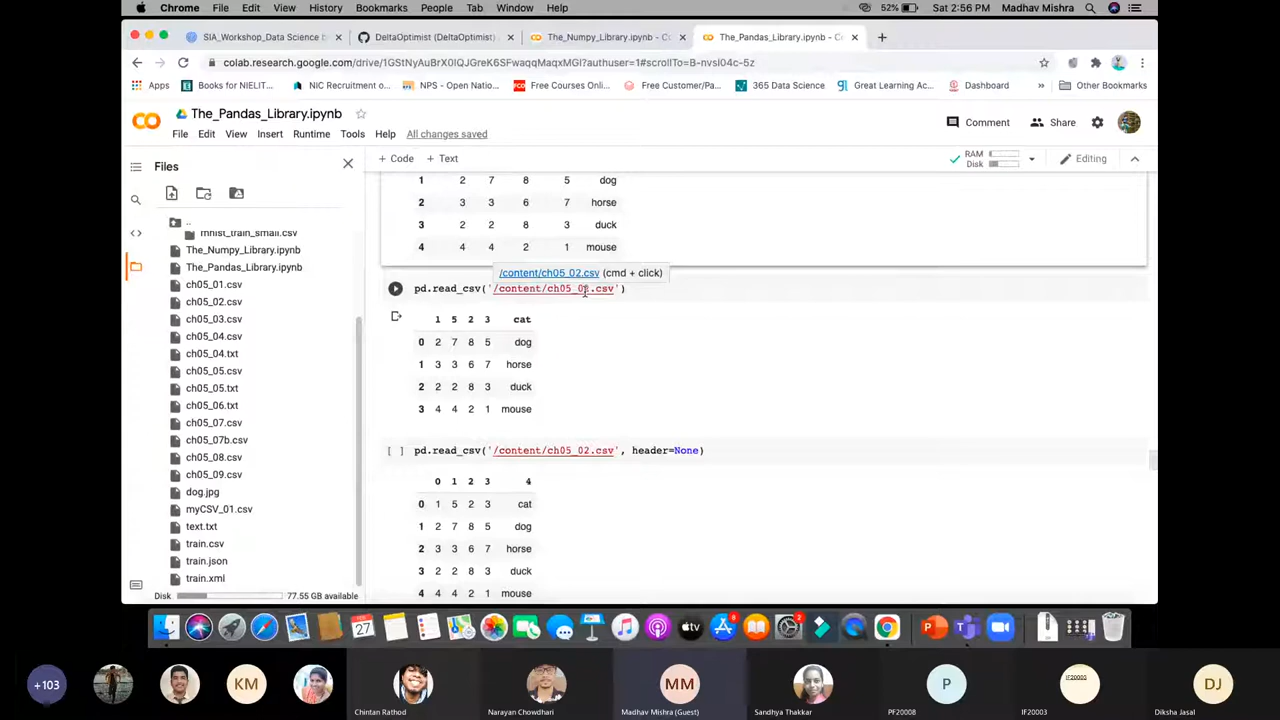 Chrome File Edit View History Bookmarks People Tab Window Help 52% Sat 2:56 PM Madhav Mishra
SIA_Workshop_Data Science b DeltaOptimist (DeltaOptimist) The_Numpy_Library.ipynb - C The_Pandas_Library.ipynb - C
colab.research.google.com/drive/1GStNyAuBrX0IQJGreK6SFwaqqMaqxMGl?authuser=1#scrollTo=B-nvsl04c-5z
Apps Books for NITELIT... NIC Recruitment o... NPS - Open Natio... Free Courses Onl... Free Customer/Pa... 365 Data Science Great Learning Ac... Dashboard » Other Bookmarks
The_Pandas_Library.ipynb
File Edit View Insert Runtime Tools Help All changes saved
Comment Share
Files
+ Code + Text
RAM
Disk
Editing
..
mnist_train_small.csv
The_Numpy_Library.ipynb
The_Pandas_Library.ipynb
ch05_01.csv
ch05_02.csv
ch05_03.csv
ch05_04.csv
ch05_04.txt
ch05_05.csv
ch05_05.txt
ch05_06.txt
ch05_07.csv
ch05_07b.csv
ch05_08.csv
ch05_09.csv
dog.jpg
myCSV_01.csv
text.txt
train.csv
train.json
train.xml
Disk 77.55 GB available
1 2 7 8 5 dog
2 3 3 6 7 horse
3 2 2 8 3 duck
4 4 4 2 1 mouse
/content/ch05_02.csv (cmd + click)
pd.read_csv('/content/ch05_02.csv')
1 5 2 3 cat
0 2 7 8 5 dog
1 3 3 6 7 horse
2 2 2 8 3 duck
3 4 4 2 1 mouse
[ ] pd.read_csv('/content/ch05_02.csv', header=None)
0 1 2 3 4
0 1 5 2 3 cat
1 2 7 8 5 dog
2 3 3 6 7 horse
3 2 2 8 3 duck
4 4 4 2 1 mouse
27 tv 8 2
+103 KM MM P IF20003 DJ
Chintan Rathod Narayan Chowdhari Madhav Mishra (Guest) Sandhya Thakkar PF20008 IF20003 Diksha Jasal